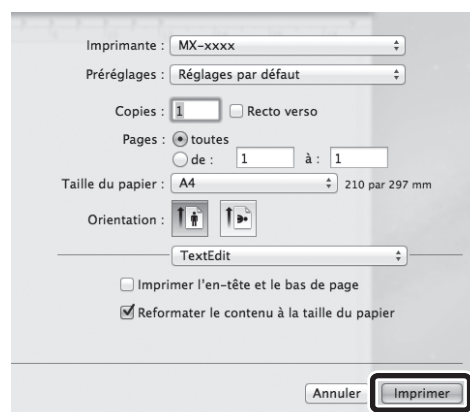 Imprimante : MX-xxxx
Préréglages : Réglages par défaut
Copies : 1 Recto verso
Pages : toutes
de : 1 à : 1
Taille du papier : A4 210 par 297 mm
Orientation :
TextEdit
Imprimer l'en-tête et le bas de page
Reformater le contenu à la taille du papier
Annuler Imprimer